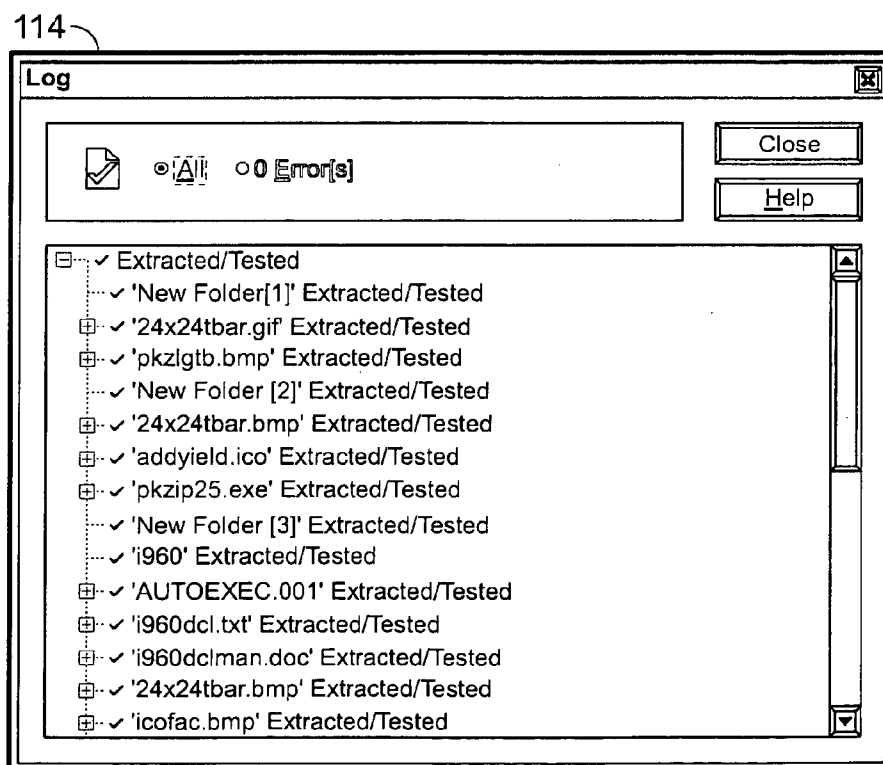 114
Log
All 0 Error[s]
Close
Help
Extracted/Tested
'New Folder[1]' Extracted/Tested
'24x24tbar.gif' Extracted/Tested
'pkzlgtb.bmp' Extracted/Tested
'New Folder [2]' Extracted/Tested
'24x24tbar.bmp' Extracted/Tested
'addyield.ico' Extracted/Tested
'pkzip25.exe' Extracted/Tested
'New Folder [3]' Extracted/Tested
'i960' Extracted/Tested
'AUTOEXEC.001' Extracted/Tested
'i960dcl.txt' Extracted/Tested
'i960dclman.doc' Extracted/Tested
'24x24tbar.bmp' Extracted/Tested
'icofac.bmp' Extracted/Tested